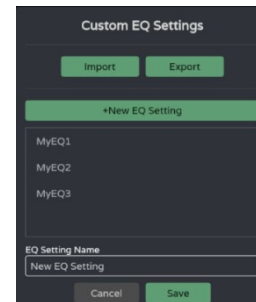 Custom EQ Settings
Import Export
+New EQ Setting
MyEQ1
MyEQ2
MyEQ3
EQ Setting Name
New EQ Setting
Cancel Save